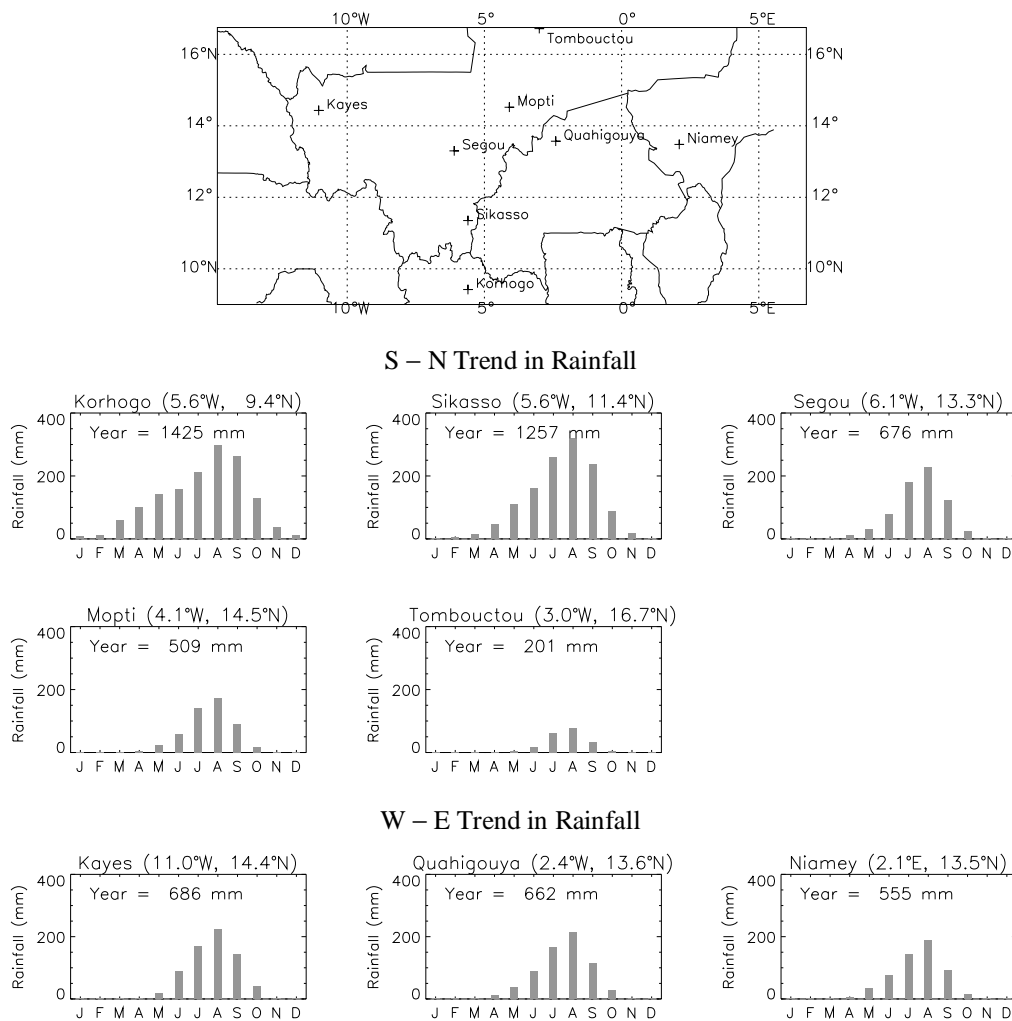 10°W 5° 0° 5°E
16°N 16°N
Tombouctou
Kayes
Mopti
14° 14°
Segou
Quahigouya
Niamey
12° 12°
Sikasso
10°N 10°N
Korhogo
10°W 5° 0° 5°E
S – N Trend in Rainfall
Korhogo (5.6°W, 9.4°N)
Year = 1425 mm
Rainfall (mm)
400
200
0
J F M A M J J A S O N D
Sikasso (5.6°W, 11.4°N)
Year = 1257 mm
Rainfall (mm)
400
200
0
J F M A M J J A S O N D
Segou (6.1°W, 13.3°N)
Year = 676 mm
Rainfall (mm)
400
200
0
J F M A M J J A S O N D
Mopti (4.1°W, 14.5°N)
Year = 509 mm
Rainfall (mm)
400
200
0
J F M A M J J A S O N D
Tombouctou (3.0°W, 16.7°N)
Year = 201 mm
Rainfall (mm)
400
200
0
J F M A M J J A S O N D
W – E Trend in Rainfall
Kayes (11.0°W, 14.4°N)
Year = 686 mm
Rainfall (mm)
400
200
0
J F M A M J J A S O N D
Quahigouya (2.4°W, 13.6°N)
Year = 662 mm
Rainfall (mm)
400
200
0
J F M A M J J A S O N D
Niamey (2.1°E, 13.5°N)
Year = 555 mm
Rainfall (mm)
400
200
0
J F M A M J J A S O N D